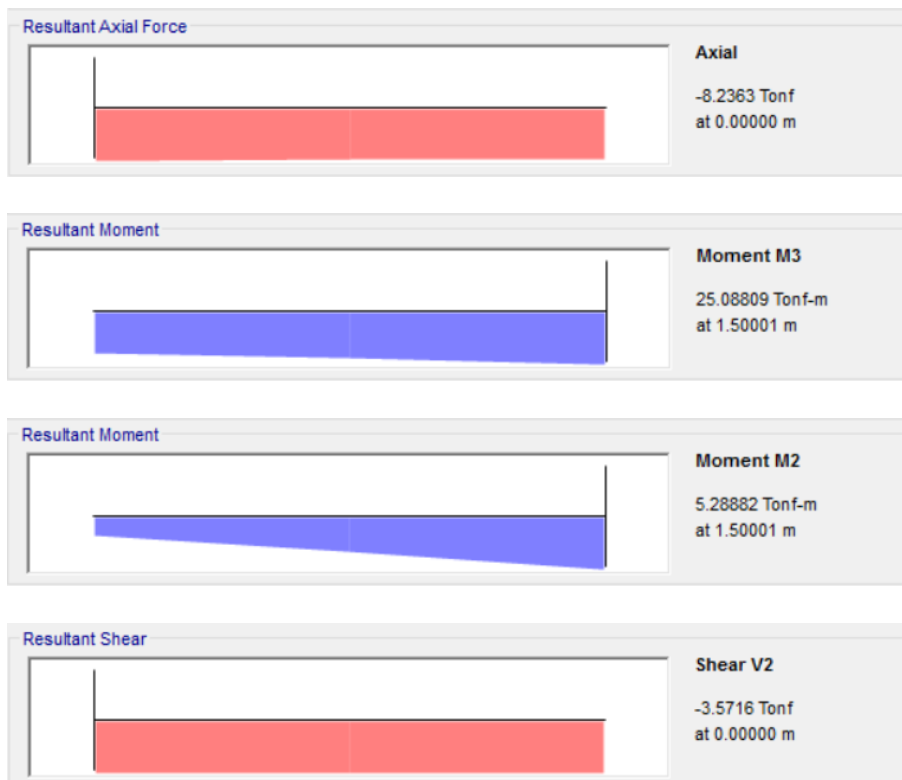 Resultant Axial Force
Axial
-8.2363 Tonf
at 0.00000 m
Resultant Moment
Moment M3
25.08809 Tonf-m
at 1.50001 m
Resultant Moment
Moment M2
5.28882 Tonf-m
at 1.50001 m
Resultant Shear
Shear V2
-3.5716 Tonf
at 0.00000 m